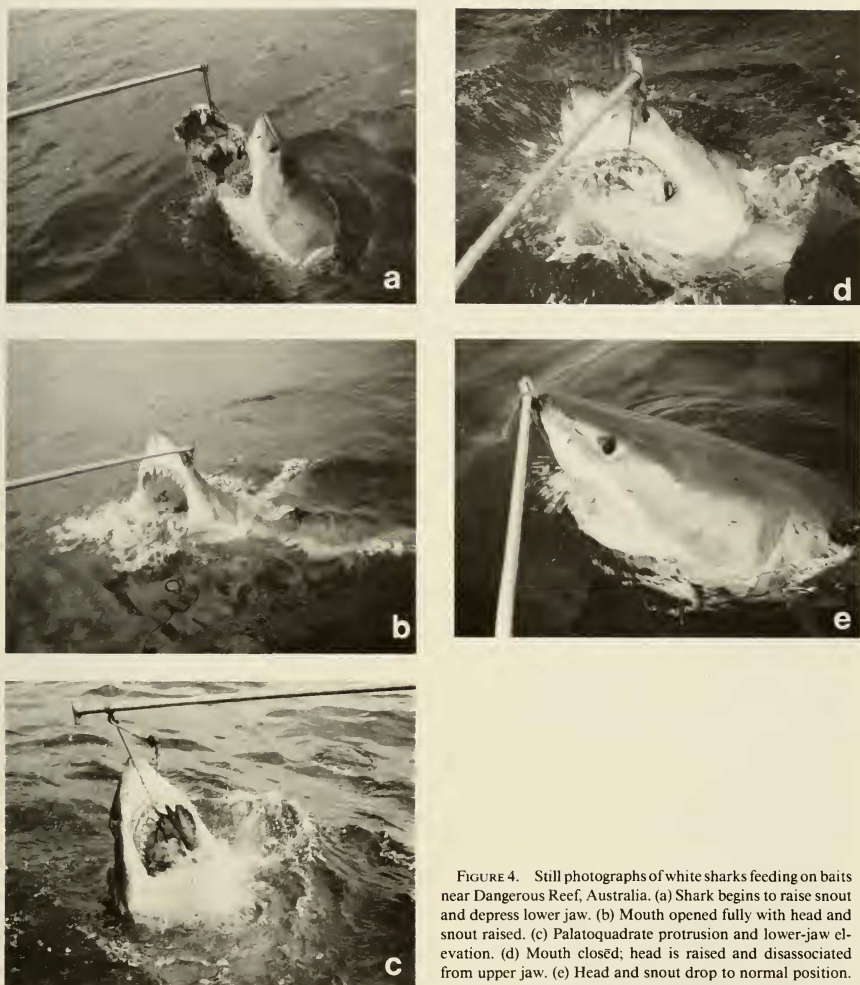 a
d
b
e
c
FIGURE 4. Still photographs of white sharks feeding on baits
near Dangerous Reef, Australia. (a) Shark begins to raise snout
and depress lower jaw. (b) Mouth opened fully with head and
snout raised. (c) Palatoquadrate protrusion and lower-jaw el-
evation. (d) Mouth closed; head is raised and disassociated
from upper jaw. (e) Head and snout drop to normal position.